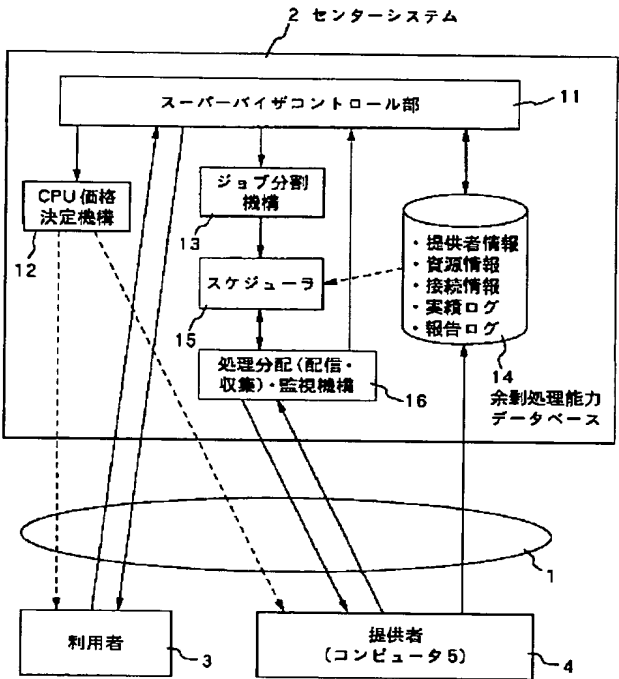 2 センターシステム
スーパーバイザコントロール部
11
CPU 価格
決定機構
12
ジョブ分割
機構
13
・提供者情報
・資源情報
・接続情報
・実績ログ
・報告ログ
スケジューラ
15
14
余剰処理能力
データベース
処理分配(配信・
収集)・監視機構
16
1
利用者
3
提供者
(コンピュータ5)
4